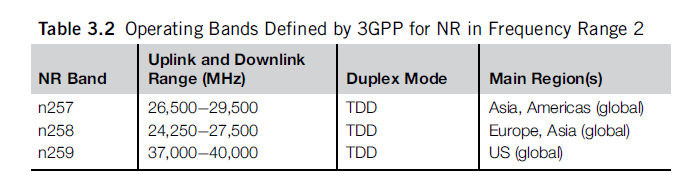 Table 3.2 Operating Bands Defined by 3GPP for NR in Frequency Range 2
NR Band Uplink and Downlink Range (MHz) Duplex Mode Main Region(s)
n257 26,500–29,500 TDD Asia, Americas (global)
n258 24,250–27,500 TDD Europe, Asia (global)
n259 37,000–40,000 TDD US (global)